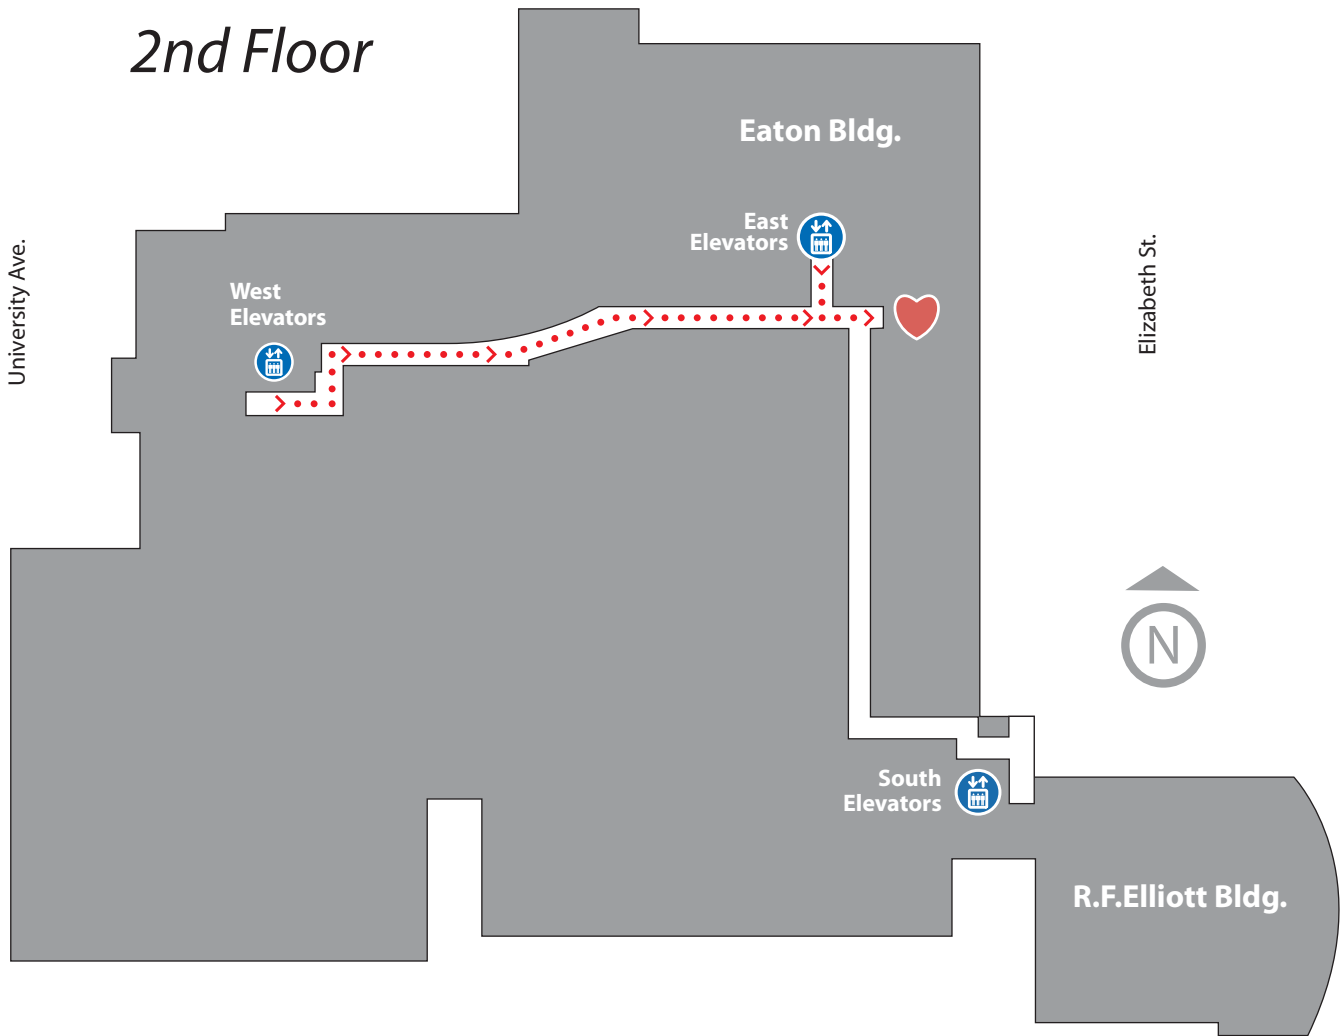 2nd Floor
Eaton Bldg.
East
Elevators
University Ave.
Elizabeth St.
West
Elevators
N
South
Elevators
R.F.Elliott Bldg.